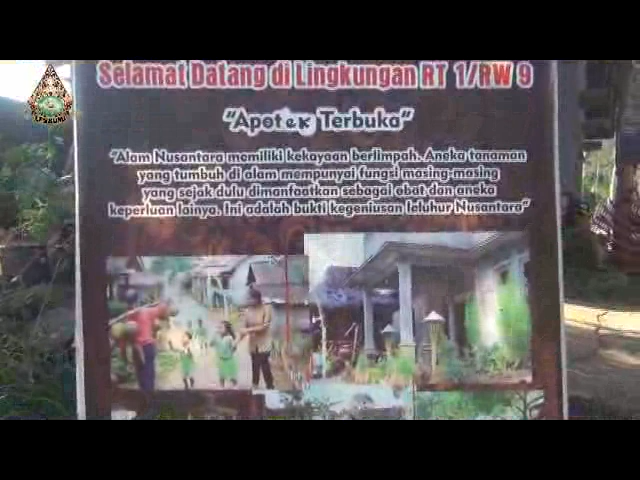 Selamat Datang di Lingkungan RT 1/RW 9
"Apotek Terbuka"
"Alam Nusantara memiliki kekayaan berlimpah. Aneka tanaman
yang tumbuh di alam mempunyai fungsi masing-masing
yang sejak dulu dimanfaatkan sebagai obat dan aneka
keperluan lainya. Ini adalah bukti kegeniusan leluhur Nusantara"